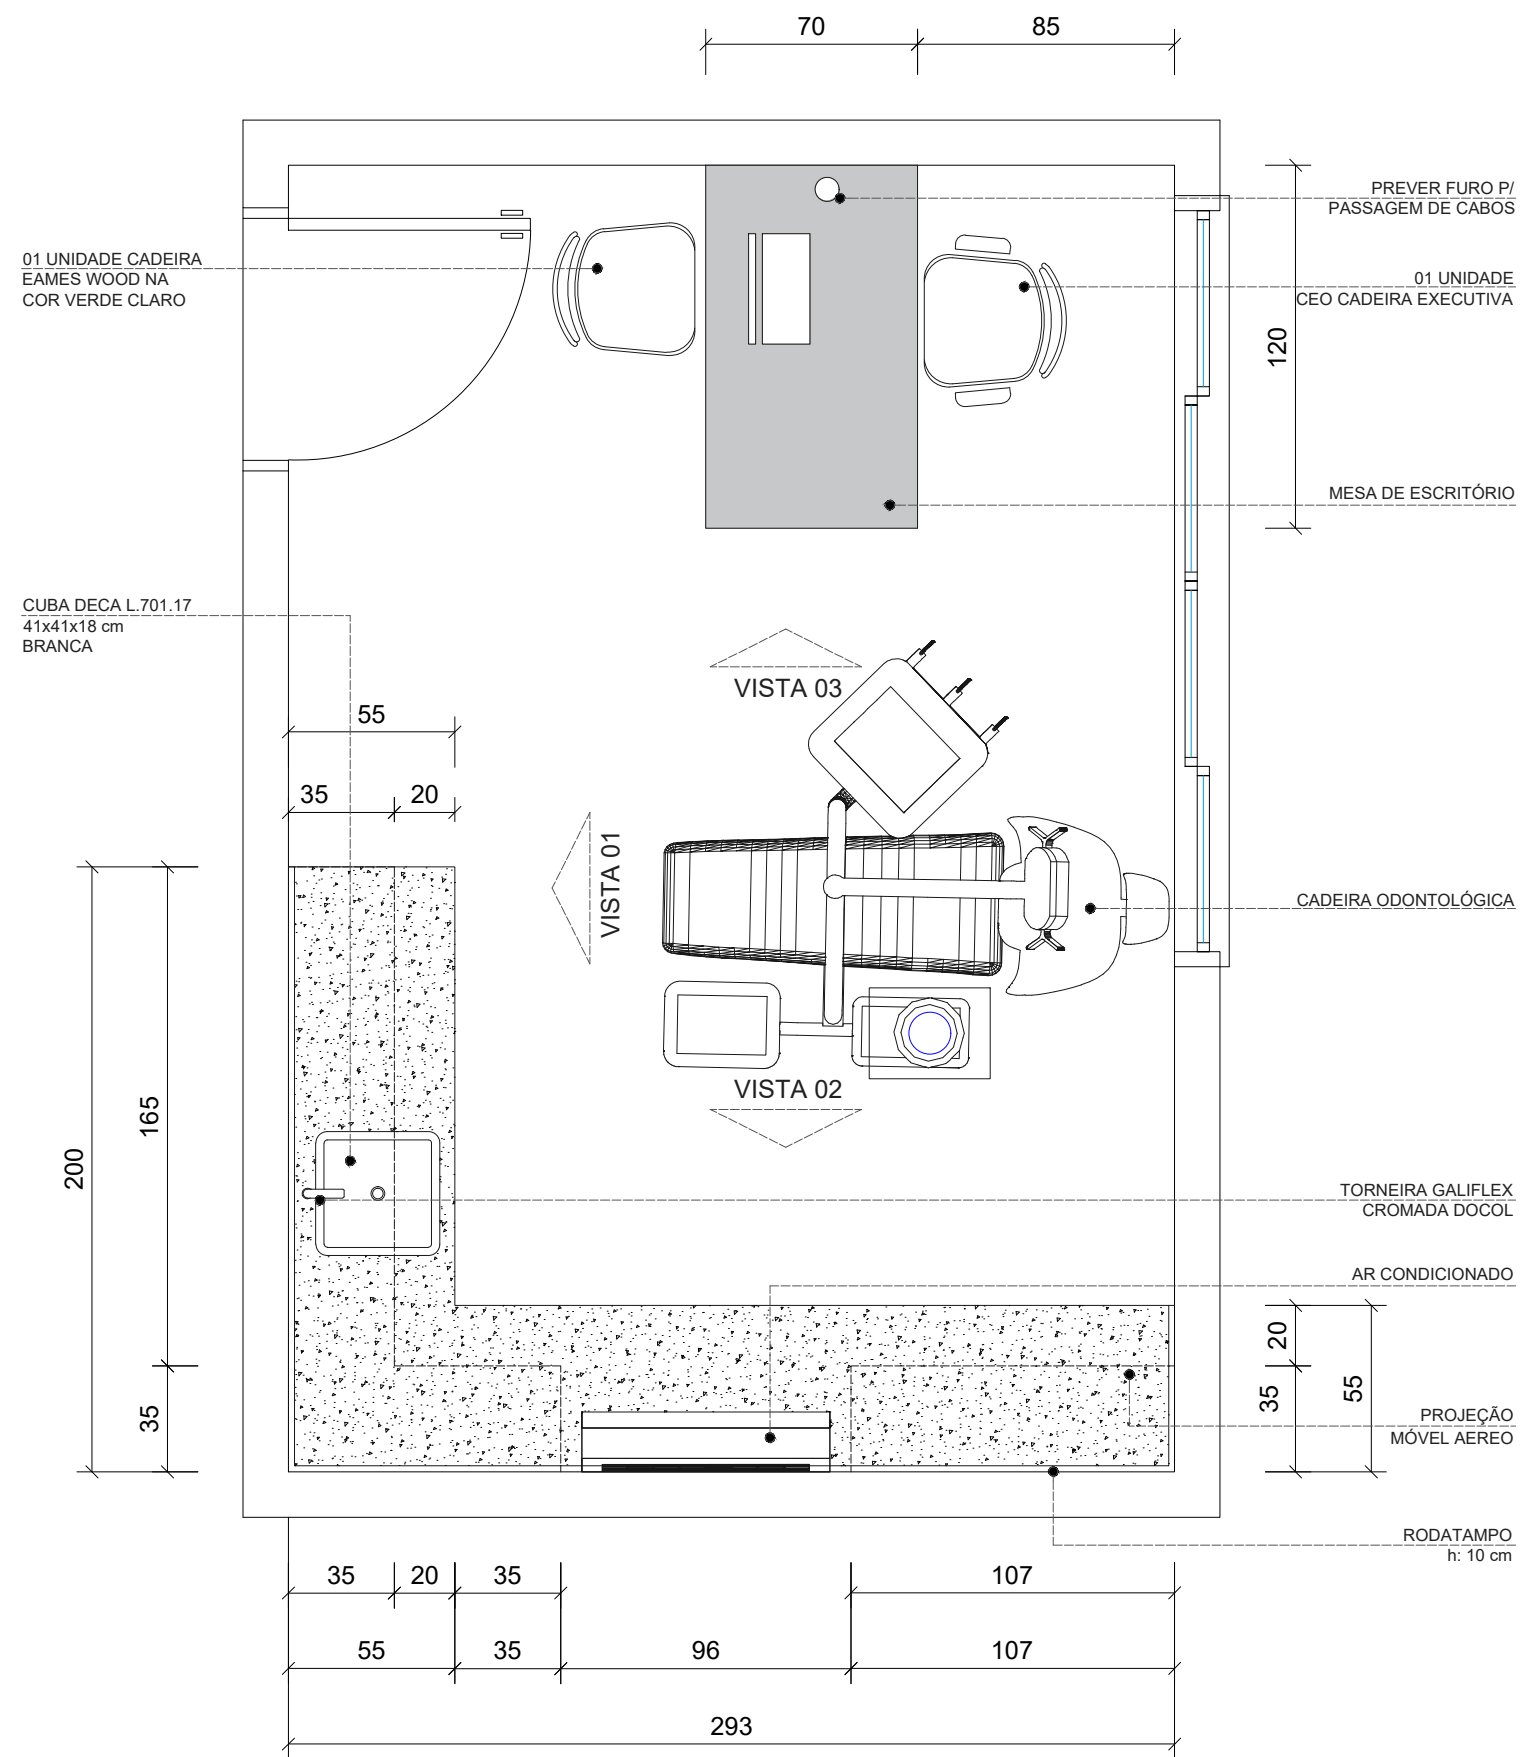 70
85
PREVER FURO P/
PASSAGEM DE CABOS
01 UNIDADE CADEIRA
EAMES WOOD NA
COR VERDE CLARO
01 UNIDADE
CEO CADEIRA EXECUTIVA
120
MESA DE ESCRITÓRIO
CUBA DECA L.701.17
41x41x18 cm
BRANCA
VISTA 03
55
35
20
VISTA 01
CADEIRA ODONTOLÓGICA
VISTA 02
165
200
35
TORNEIRA GALIFLEX
CROMADA DOCOL
AR CONDICIONADO
20
35
55
PROJEÇÃO
MÓVEL AEREO
RODATAMPO
h: 10 cm
35
20
35
107
55
35
96
107
293